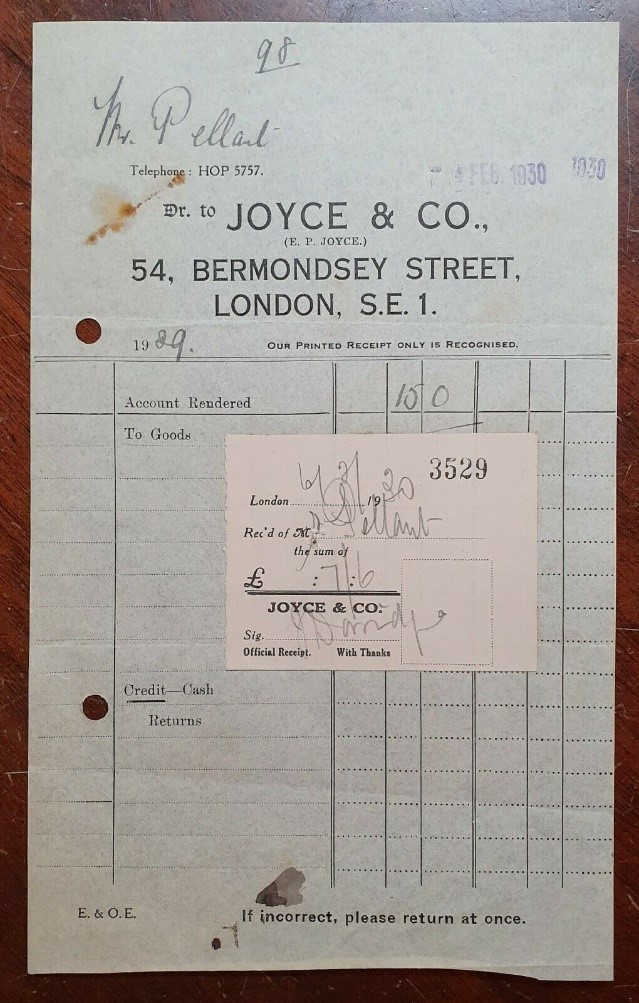 98
Mr. Pellant
Telephone: HOP 5757.
FEB. 1930 1930
Dr. to JOYCE & CO.,
(E. P. JOYCE.)
54, BERMONDSEY STREET,
LONDON, S.E. 1.
1929. OUR PRINTED RECEIPT ONLY IS RECOGNISED.
Account Rendered 15 0
To Goods
3529
London 6/2/1930
Rec'd of Mr Pellant
the sum of
£ : 7/6
JOYCE & CO.
Sig.
Official Receipt. With Thanks
Credit—Cash
Returns
E. & O.E. If incorrect, please return at once.